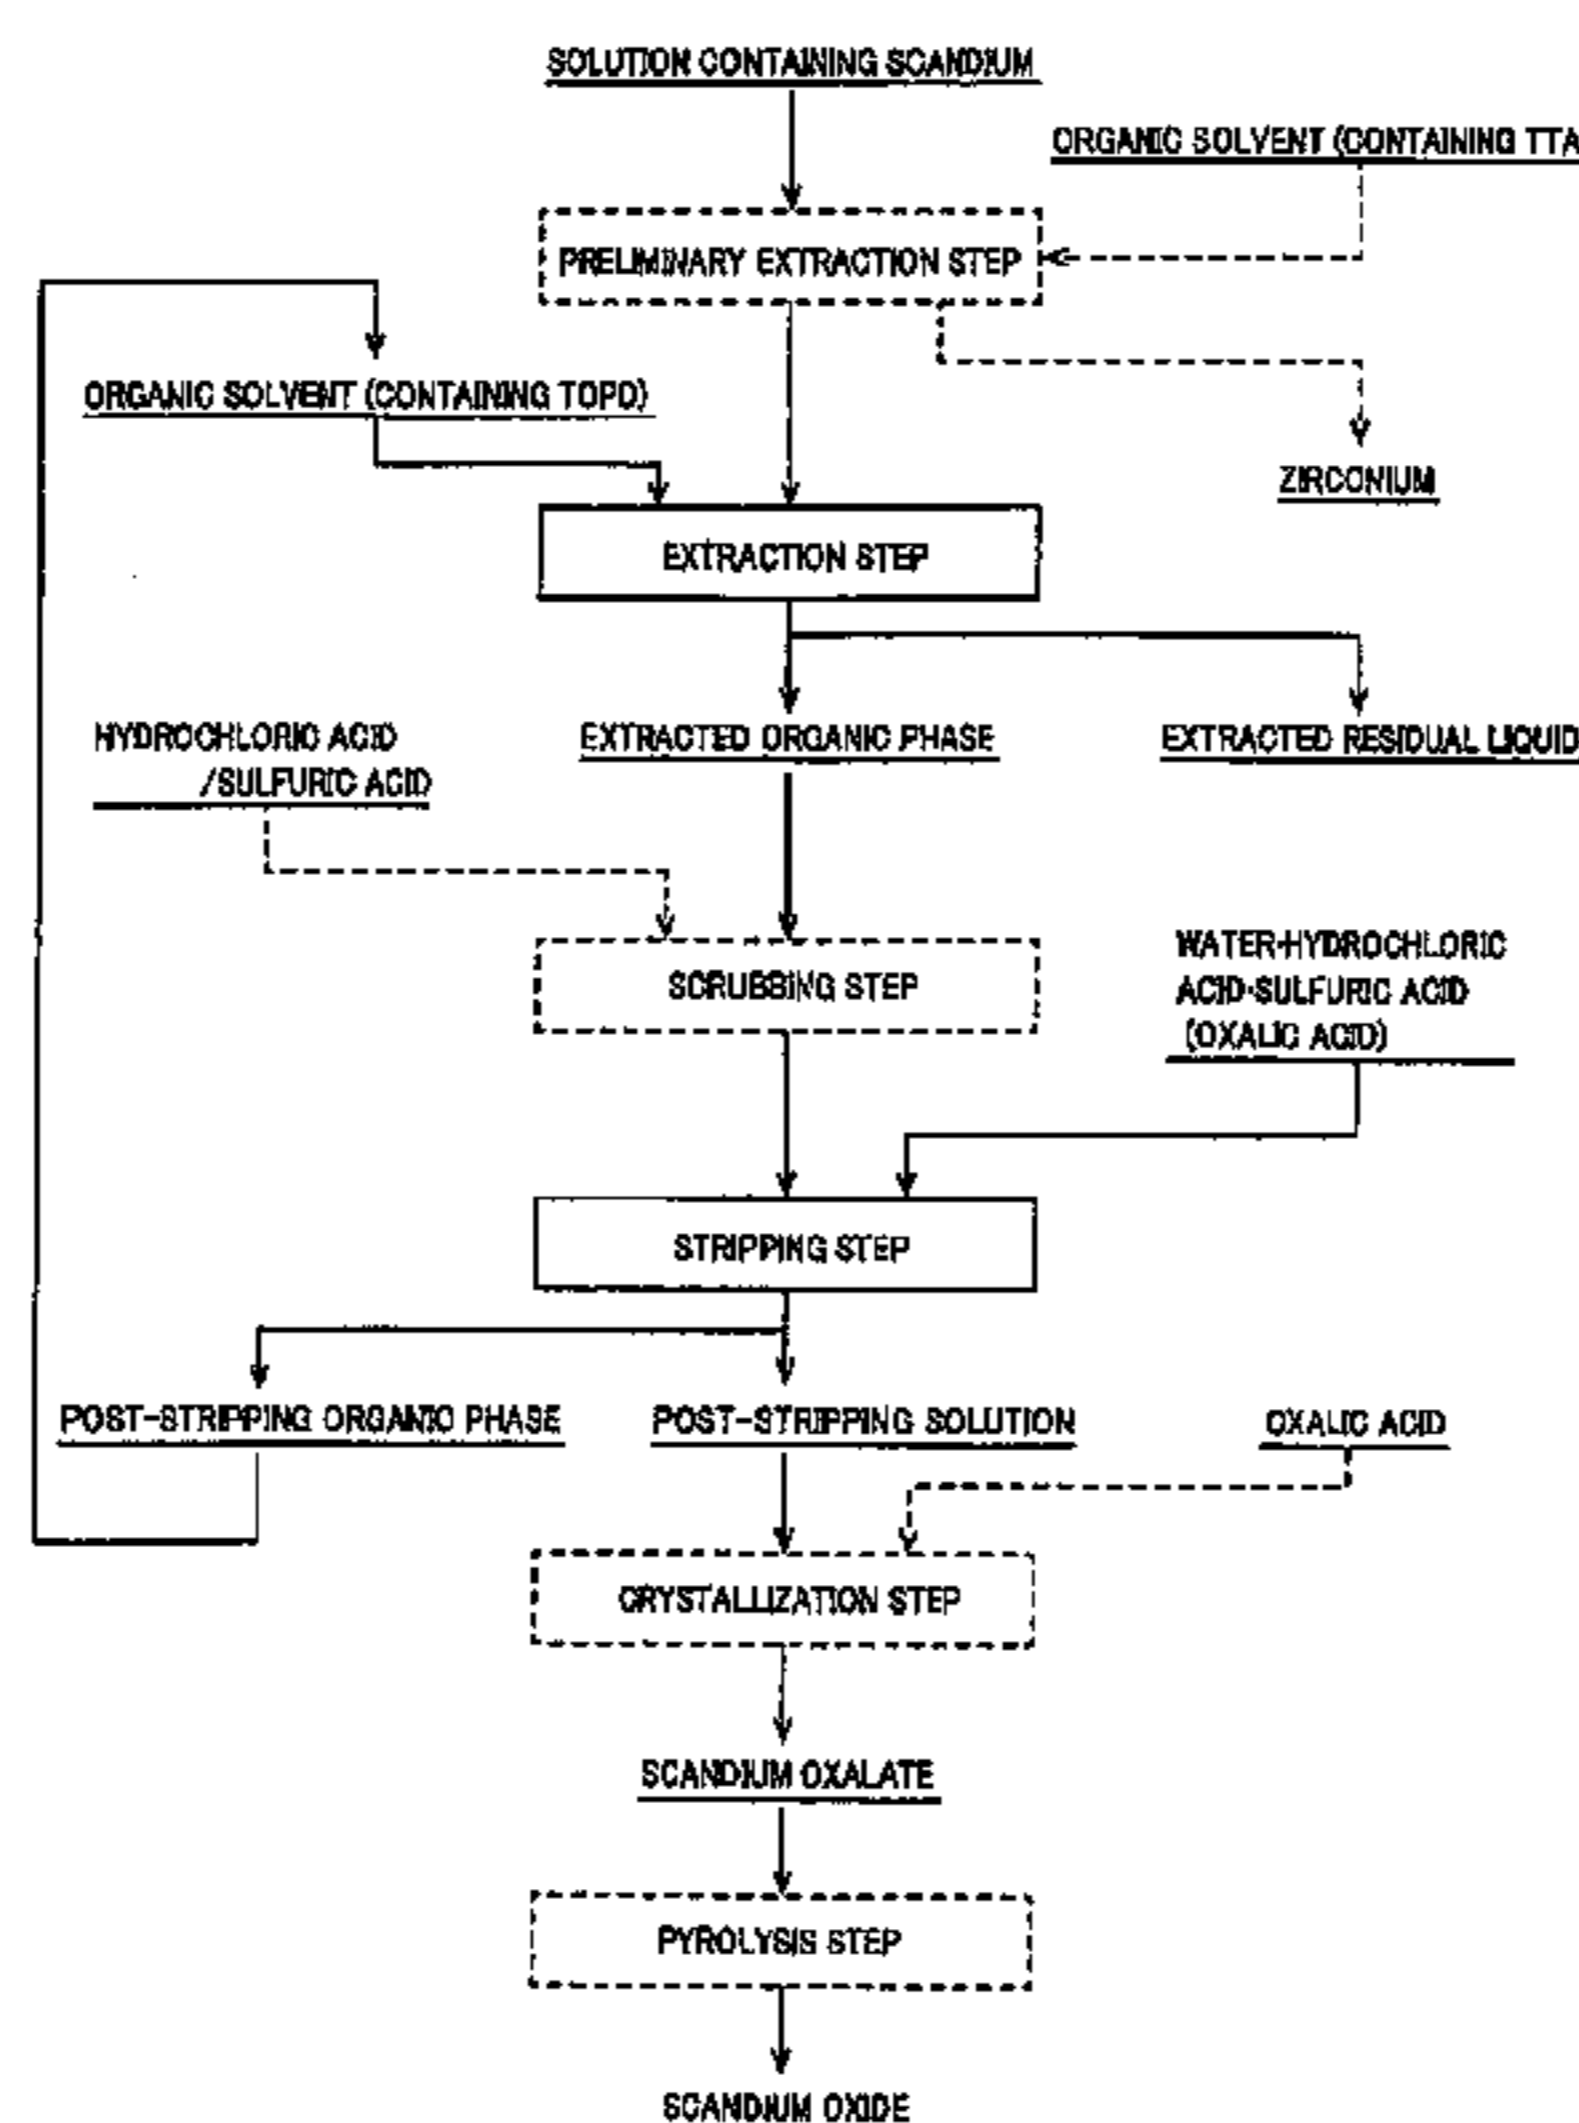 SOLUTION CONTAINING SCANDIUM
ORGANIC SOLVENT (CONTAINING TTA
PRELIMINARY EXTRACTION STEP
ORGANIC SOLVENT (CONTAINING TOPO)
ZIRCONIUM
EXTRACTION STEP
HYDROCHLORIC ACID
/SULFURIC ACID
EXTRACTED ORGANIC PHASE
EXTRACTED RESIDUAL LIQUID
SCRUBBING STEP
WATER·HYDROCHLORIC
ACID·SULFURIC ACID
(OXALIC ACID)
STRIPPING STEP
POST-STRIPPING ORGANIC PHASE
POST-STRIPPING SOLUTION
OXALIC ACID
CRYSTALLIZATION STEP
SCANDIUM OXALATE
PYROLYSIS STEP
SCANDIUM OXIDE